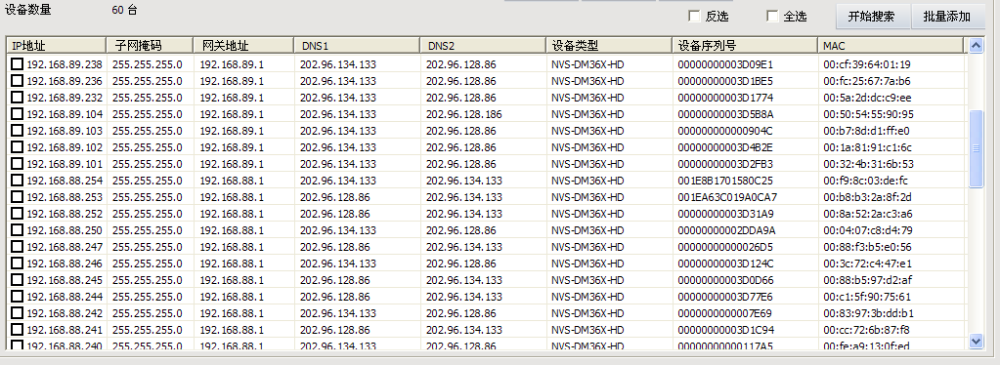 设备数量 60 台
反选 全选 开始搜索 批量添加
IP地址 子网掩码 网关地址 DNS1 DNS2 设备类型 设备序列号 MAC
192.168.89.238 255.255.255.0 192.168.89.1 202.96.134.133 202.96.128.86 NVS-DM36X-HD 00000000003D09E1 00:cf:39:64:01:19
192.168.89.236 255.255.255.0 192.168.89.1 202.96.134.133 202.96.128.86 NVS-DM36X-HD 00000000003D1BE5 00:fc:25:67:7a:b6
192.168.89.232 255.255.255.0 192.168.89.1 202.96.134.133 202.96.128.86 NVS-DM36X-HD 00000000003D1774 00:5a:2d:dc:c9:ee
192.168.89.104 255.255.255.0 192.168.89.1 202.96.134.133 202.96.128.186 NVS-DM36X-HD 00000000003D5B8A 00:50:54:55:90:95
192.168.89.103 255.255.255.0 192.168.89.1 202.96.134.133 202.96.128.86 NVS-DM36X-HD 000000000000904C 00:b7:8d:d1:ff:e0
192.168.89.102 255.255.255.0 192.168.89.1 202.96.134.133 202.96.128.86 NVS-DM36X-HD 00000000003D4B2E 00:1a:81:91:c1:6c
192.168.89.101 255.255.255.0 192.168.89.1 202.96.134.133 202.96.128.86 NVS-DM36X-HD 00000000003D2FB3 00:32:4b:31:6b:53
192.168.88.254 255.255.255.0 192.168.88.1 202.96.128.86 202.96.134.133 NVS-DM36X-HD 001E8B1701580C25 00:f9:8c:03:de:fc
192.168.88.253 255.255.255.0 192.168.88.1 202.96.128.86 202.96.134.133 NVS-DM36X-HD 001EA63C019A0CA7 00:b8:b3:2a:8f:2d
192.168.88.252 255.255.255.0 192.168.88.1 202.96.128.86 202.96.134.133 NVS-DM36X-HD 00000000003D31A9 00:8a:52:2a:c3:a6
192.168.88.250 255.255.255.0 192.168.88.1 202.96.134.133 202.96.128.86 NVS-DM36X-HD 0000000002DDA9A 00:04:07:c8:d4:79
192.168.88.247 255.255.255.0 192.168.88.1 202.96.128.86 202.96.134.133 NVS-DM36X-HD 00000000000026D5 00:88:f3:b5:e0:56
192.168.88.246 255.255.255.0 192.168.88.1 202.96.134.133 202.96.128.86 NVS-DM36X-HD 00000000003D124C 00:3c:72:c4:47:e1
192.168.88.245 255.255.255.0 192.168.88.1 202.96.128.86 202.96.134.133 NVS-DM36X-HD 00000000003D0D66 00:88:b5:97:d2:af
192.168.88.244 255.255.255.0 192.168.88.1 202.96.128.86 202.96.134.133 NVS-DM36X-HD 00000000003D77E6 00:c1:5f:90:75:61
192.168.88.242 255.255.255.0 192.168.88.1 202.96.134.133 202.96.128.86 NVS-DM36X-HD 0000000000007E69 00:83:97:3b:dd:b1
192.168.88.241 255.255.255.0 192.168.88.1 202.96.128.86 202.96.134.133 NVS-DM36X-HD 00000000003D1C94 00:cc:72:6b:87:f8
192.168.88.240 255.255.255.0 192.168.88.1 202.96.134.133 202.96.128.86 NVS-DM36X-HD 00000000000117A5 00:fe:a9:13:0f:ed